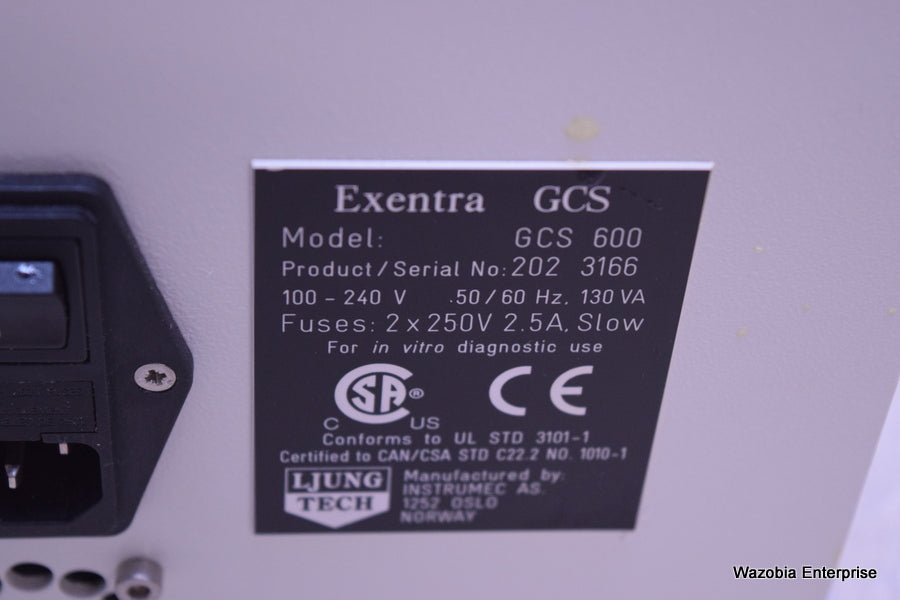 Exentra GCS
Model: GCS 600
Product/Serial No: 202 3166
100 - 240 V 50/60 Hz, 130 VA
Fuses: 2x250V 2.5A, Slow
For in vitro diagnostic use
CSA® CE
C US
Conforms to UL STD 3101-1
Certified to CAN/CSA STD C22.2 NO. 1010-1
LJUNG TECH
Manufactured by:
INSTRUMEC AS.
1252 OSLO
NORWAY
Wazobia Enterprise